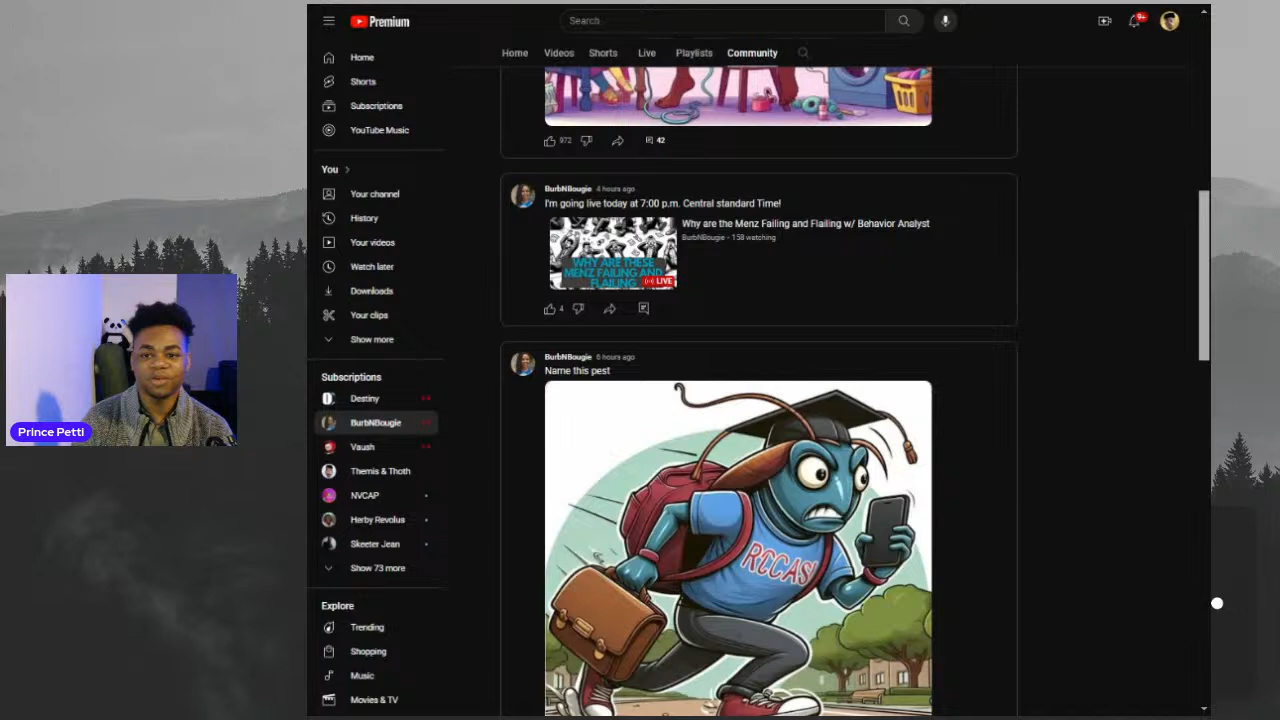 Premium
Search
9+
Home
Videos
Shorts
Live
Playlists
Community
Home
Shorts
Subscriptions
YouTube Music
You
Your channel
History
Your videos
Watch later
Downloads
Your clips
Show more
Subscriptions
Destiny
BurbNBougie
Vaush
Themis & Thoth
NVCAP
Herby Revolus
Skeeter Jean
Show 73 more
Explore
Trending
Shopping
Music
Movies & TV
972
42
BurbNBougie 4 hours ago
I'm going live today at 7:00 p.m. Central standard Time!
WHY ARE THESE
MENZ FAILING AND
FLAILING
LIVE
Why are the Menz Failing and Flailing w/ Behavior Analyst
BurbNBougie • 158 watching
4
BurbNBougie 6 hours ago
Name this pest
RCCAS
Prince Petti